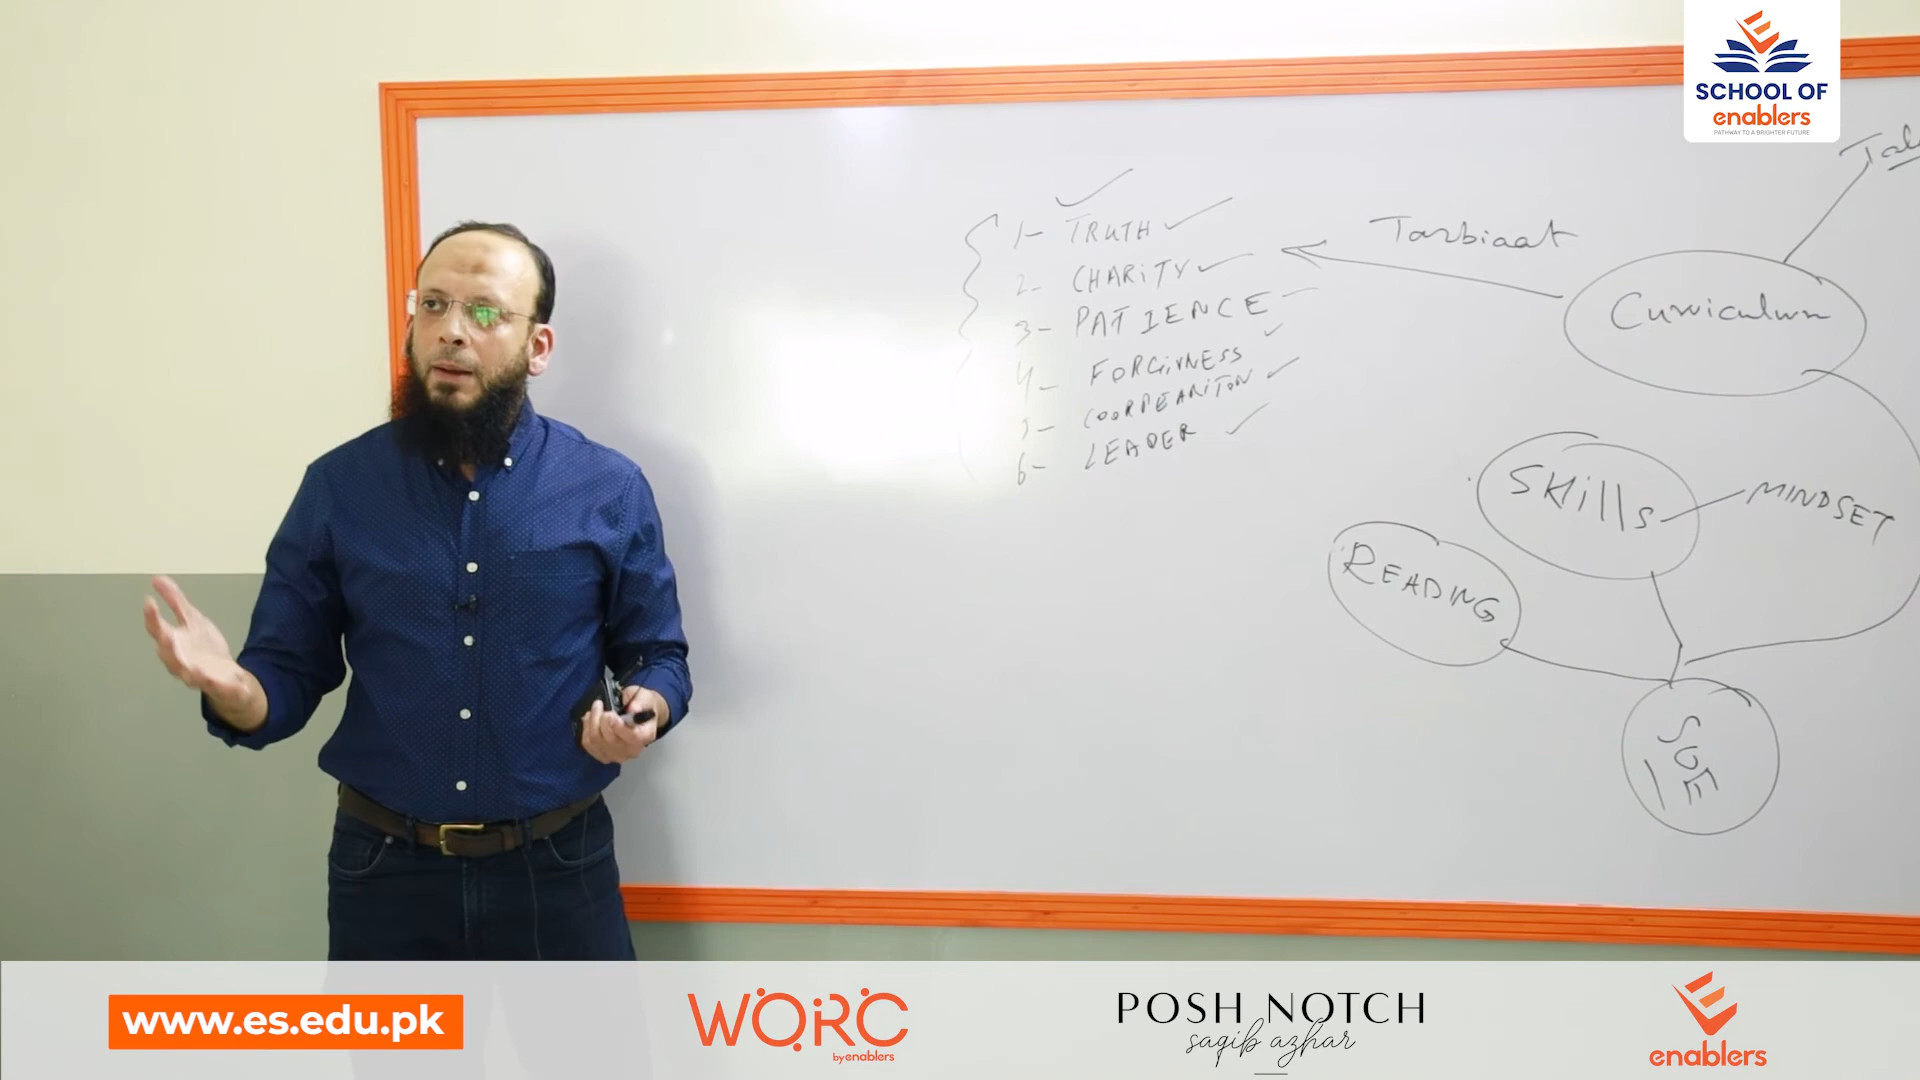 SCHOOL OF
enablers
PATHWAY TO A BRIGHTER FUTURE
1- TRUTH
2- CHARITY
3- PATIENCE
4- FORGIVNESS
5- COORPEARITON
6- LEADER
Tarbiaat
Curriculum
Skills
MINDSET
READING
www.es.edu.pk
WORC
by enablers
POSH NOTCH
saqib azhar
enablers